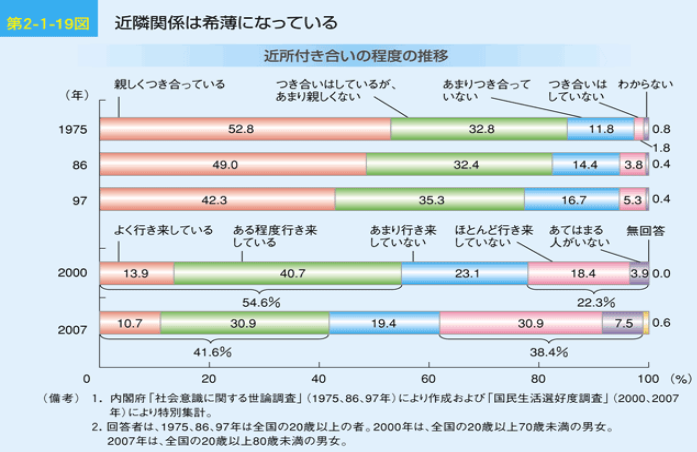 第2-1-19図 近隣関係は希薄になっている
近所付き合いの程度の推移
（年）
親しくつき合っている
つき合いはしているが、
あまり親しくない
あまりつき合って
いない
つき合いは
していない
わからない
1975 52.8 32.8 11.8 1.8 0.8
86 49.0 32.4 14.4 3.8 0.4
97 42.3 35.3 16.7 5.3 0.4
よく行き来している
ある程度行き来
している
あまり行き来
していない
ほとんど行き来
していない
あてはまる
人がいない
無回答
2000 13.9 40.7 23.1 18.4 3.9 0.0
54.6% 22.3%
2007 10.7 30.9 19.4 30.9 7.5 0.6
41.6% 38.4%
0 20 40 60 80 100 （%）
（備考） 1．内閣府「社会意識に関する世論調査」（1975、86、97年）により作成および「国民生活選好度調査」（2000、2007
年）により特別集計。
2．回答者は、1975、86、97年は全国の20歳以上の者。2000年は、全国の20歳以上70歳未満の男女。
2007年は、全国の20歳以上80歳未満の男女。